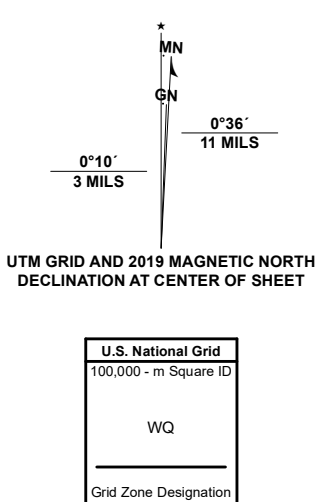 ★
MN
GN
0°36´
11 MILS
0°10´
3 MILS
UTM GRID AND 2019 MAGNETIC NORTH
DECLINATION AT CENTER OF SHEET
U.S. National Grid
100,000 - m Square ID
WQ
Grid Zone Designation